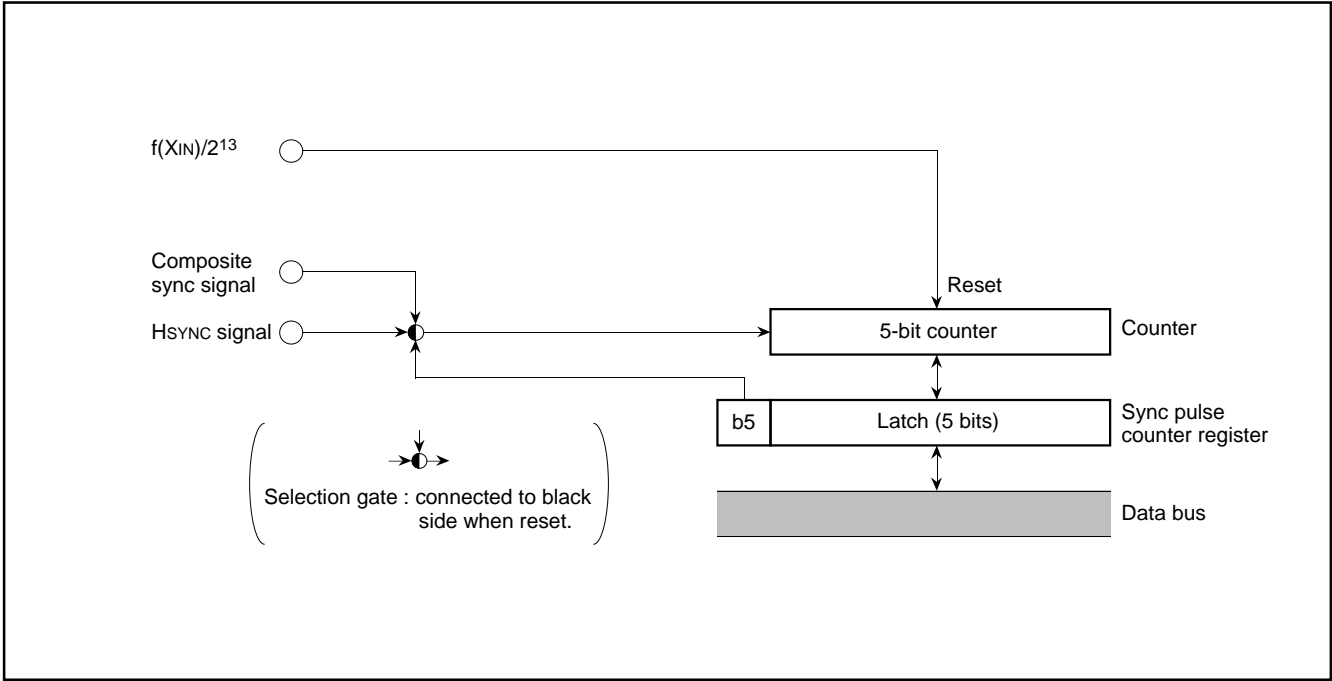 f(XIN)/2¹³
Composite
sync signal
HSYNC signal
Reset
5-bit counter
Counter
b5
Latch (5 bits)
Sync pulse
counter register
Selection gate : connected to black
side when reset.
Data bus